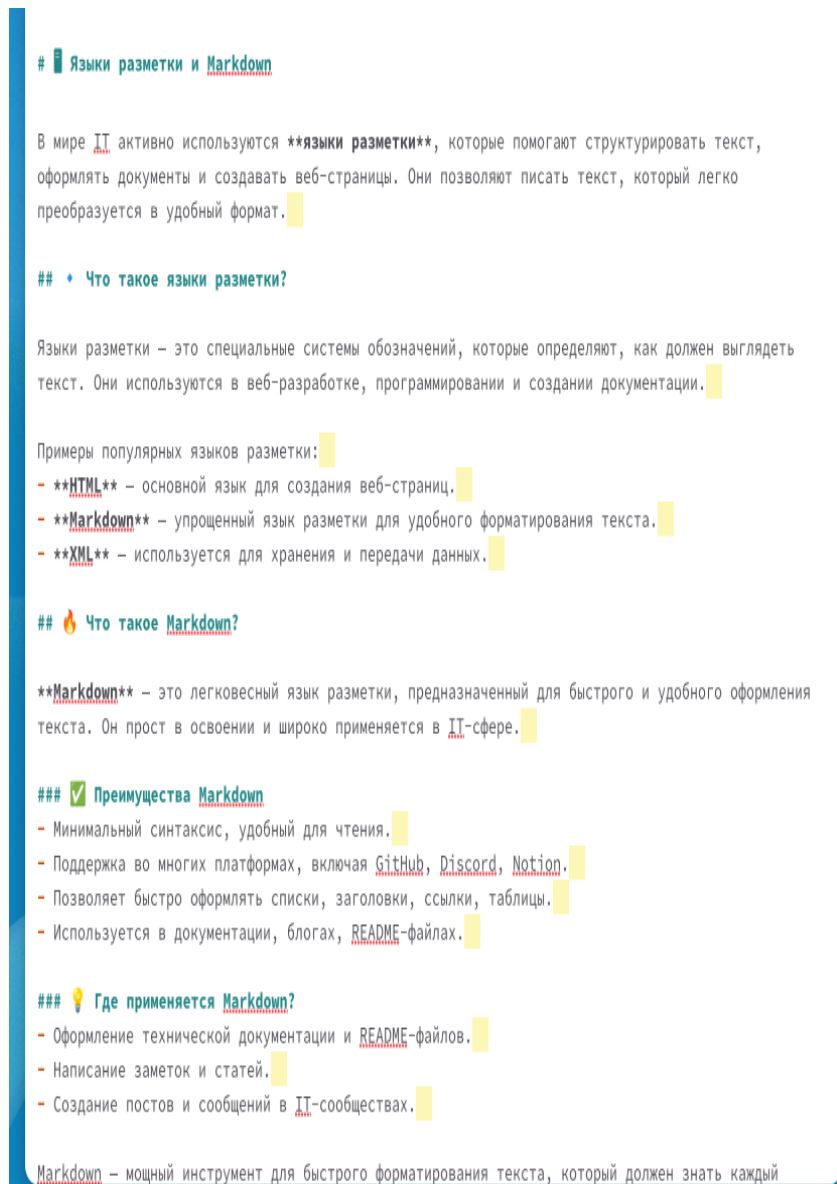 # 🖥 Языки разметки и Markdown
В мире IT активно используются **языки разметки**, которые помогают структурировать текст,
оформлять документы и создавать веб-страницы. Они позволяют писать текст, который легко
преобразуется в удобный формат.
## 🔹 Что такое языки разметки?
Языки разметки — это специальные системы обозначений, которые определяют, как должен выглядеть
текст. Они используются в веб-разработке, программировании и создании документации.
Примеры популярных языков разметки:
- **HTML** — основной язык для создания веб-страниц.
- **Markdown** — упрощенный язык разметки для удобного форматирования текста.
- **XML** — используется для хранения и передачи данных.
## 🔥 Что такое Markdown?
**Markdown** — это легковесный язык разметки, предназначенный для быстрого и удобного оформления
текста. Он прост в освоении и широко применяется в IT-сфере.
### ✅ Преимущества Markdown
- Минимальный синтаксис, удобный для чтения.
- Поддержка во многих платформах, включая GitHub, Discord, Notion.
- Позволяет быстро оформлять списки, заголовки, ссылки, таблицы.
- Используется в документации, блогах, README-файлах.
### 💡 Где применяется Markdown?
- Оформление технической документации и README-файлов.
- Написание заметок и статей.
- Создание постов и сообщений в IT-сообществах.
Markdown — мощный инструмент для быстрого форматирования текста, который должен знать каждый